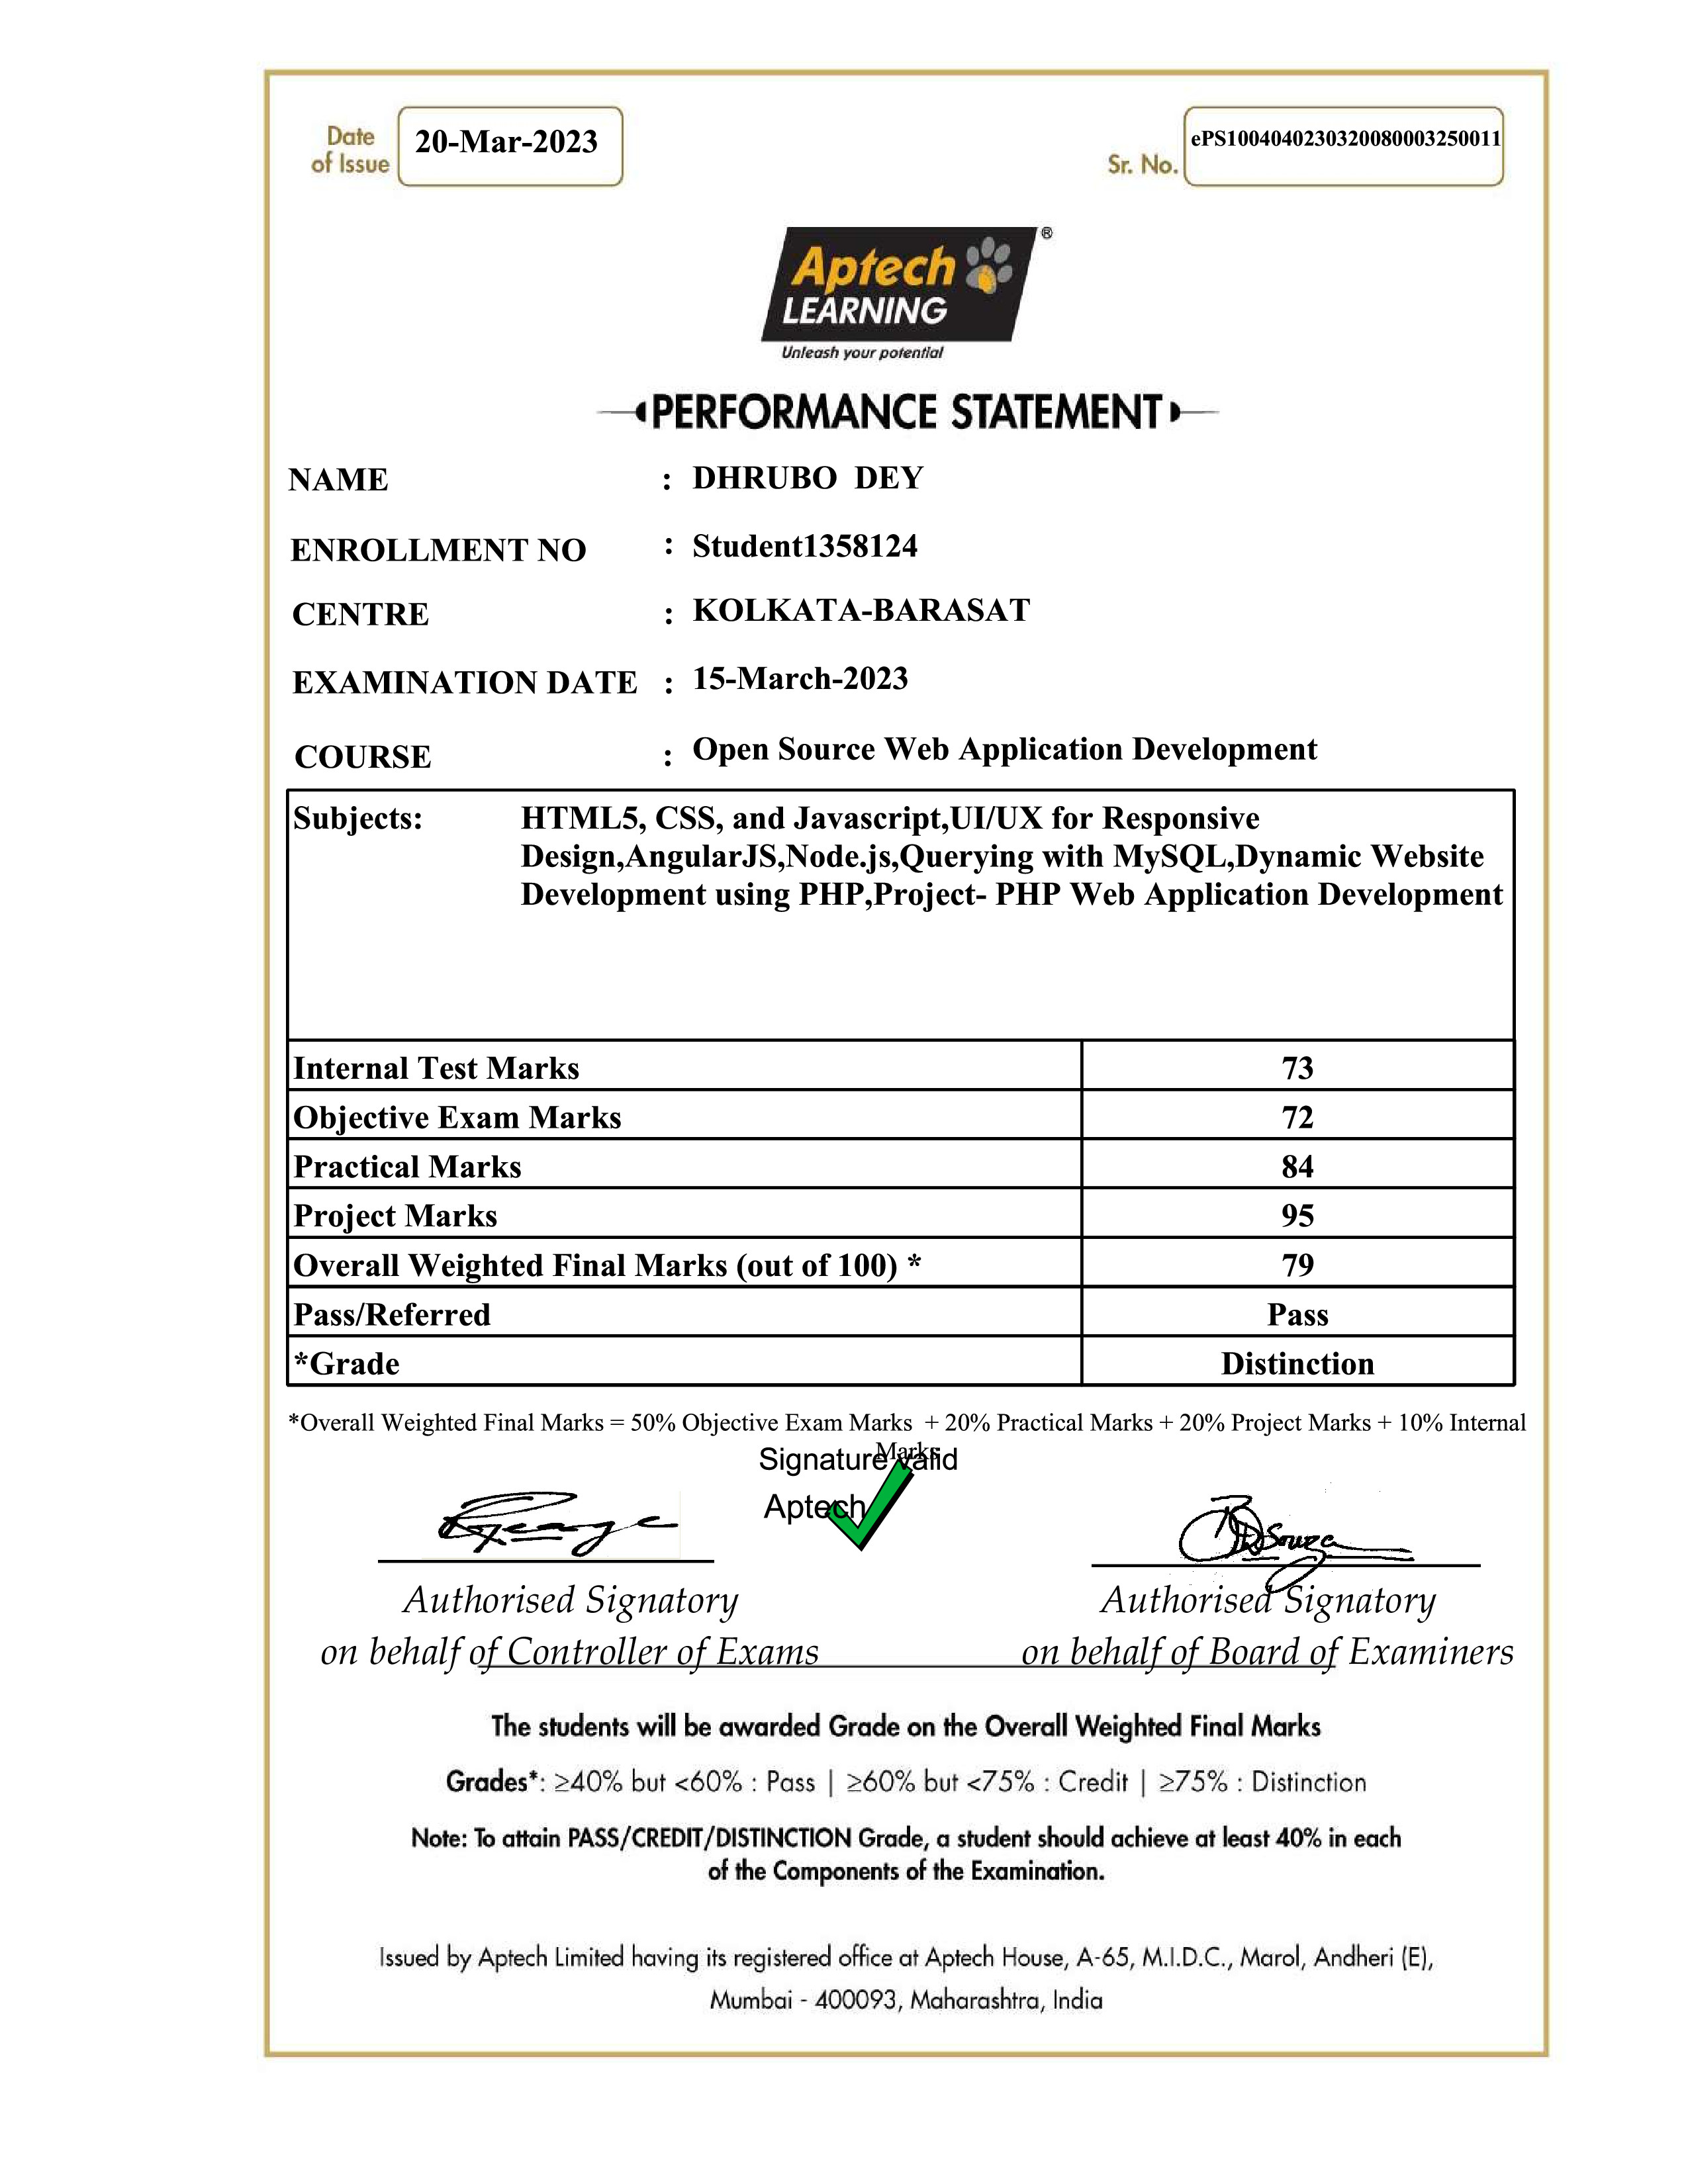 Date
of Issue
20-Mar-2023
Sr. No.
ePS1004040230320080003250011
Aptech
LEARNING
®
Unleash your potential
PERFORMANCE STATEMENT
NAME : DHRUBO DEY
ENROLLMENT NO : Student1358124
CENTRE : KOLKATA-BARASAT
EXAMINATION DATE : 15-March-2023
COURSE : Open Source Web Application Development
Subjects: HTML5, CSS, and Javascript,UI/UX for Responsive
Design,AngularJS,Node.js,Querying with MySQL,Dynamic Website
Development using PHP,Project- PHP Web Application Development
Internal Test Marks 73
Objective Exam Marks 72
Practical Marks 84
Project Marks 95
Overall Weighted Final Marks (out of 100) * 79
Pass/Referred Pass
*Grade Distinction
*Overall Weighted Final Marks = 50% Objective Exam Marks + 20% Practical Marks + 20% Project Marks + 10% Internal
Marks
Signature valid
Aptech
DSouza
Authorised Signatory
on behalf of Controller of Exams
Authorised Signatory
on behalf of Board of Examiners
The students will be awarded Grade on the Overall Weighted Final Marks
Grades*: ≥40% but <60% : Pass | ≥60% but <75% : Credit | ≥75% : Distinction
Note: To attain PASS/CREDIT/DISTINCTION Grade, a student should achieve at least 40% in each
of the Components of the Examination.
Issued by Aptech Limited having its registered office at Aptech House, A-65, M.I.D.C., Marol, Andheri (E),
Mumbai - 400093, Maharashtra, India